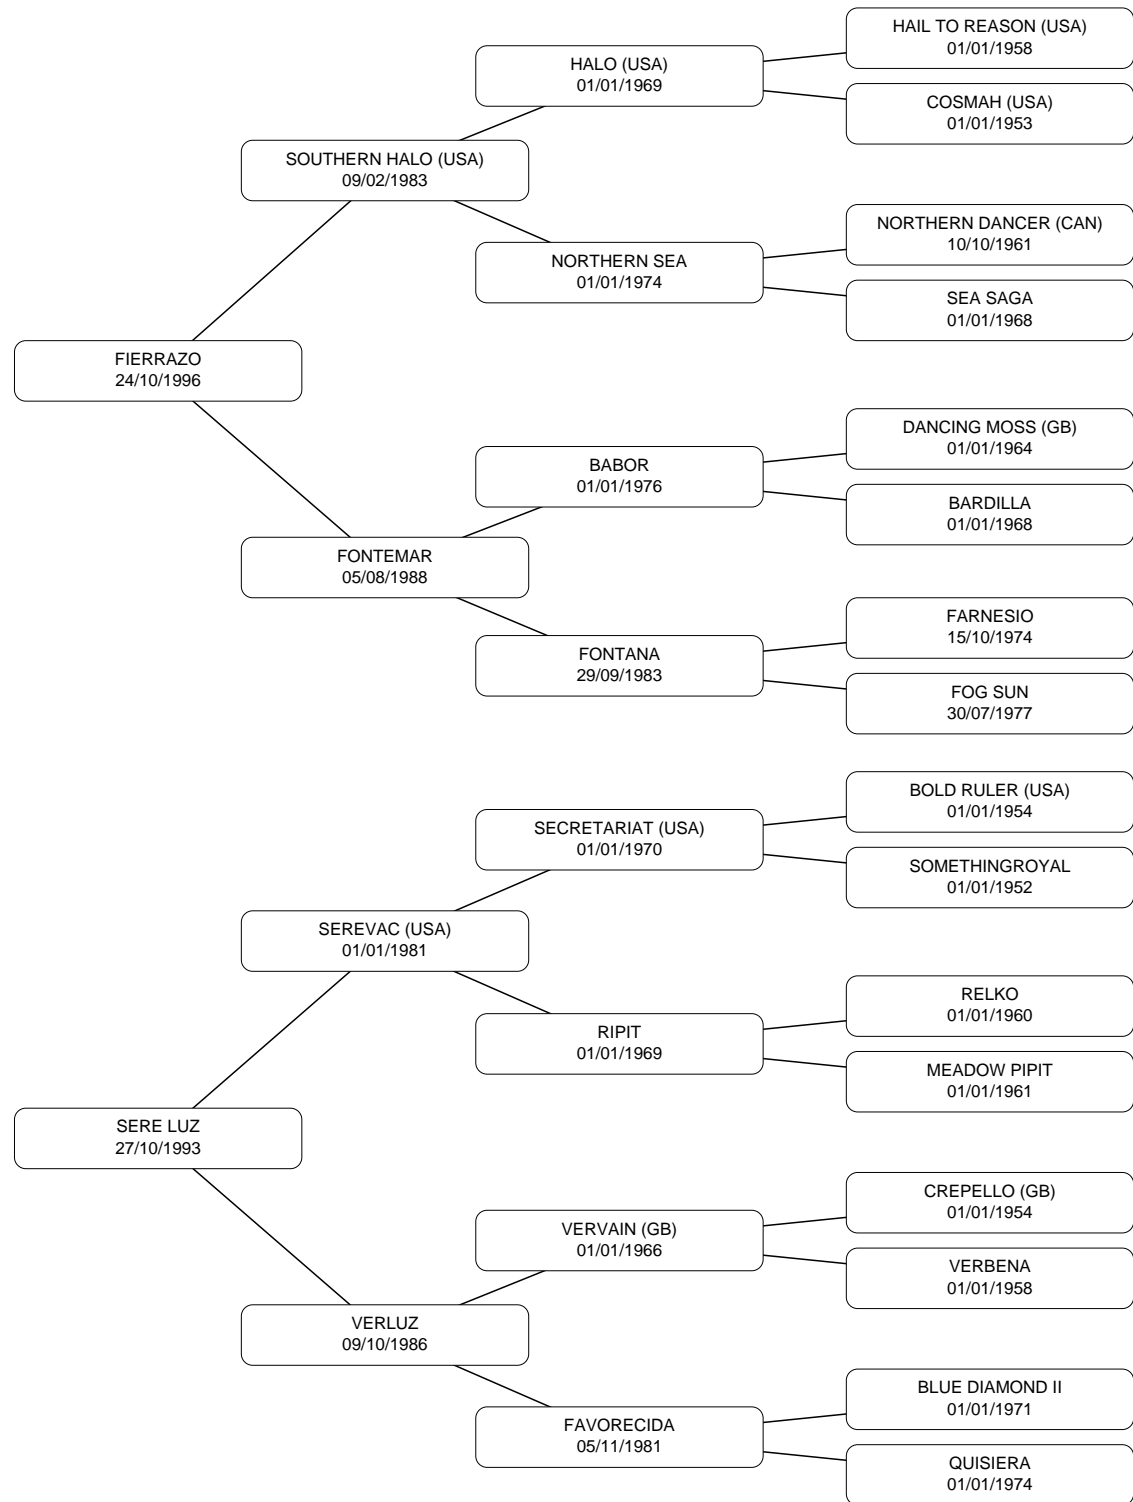 HAIL TO REASON (USA)
01/01/1958
HALO (USA)
01/01/1969
COSMAH (USA)
01/01/1953
SOUTHERN HALO (USA)
09/02/1983
NORTHERN DANCER (CAN)
10/10/1961
NORTHERN SEA
01/01/1974
SEA SAGA
01/01/1968
FIERRAZO
24/10/1996
DANCING MOSS (GB)
01/01/1964
BABOR
01/01/1976
BARDILLA
01/01/1968
FONTEMAR
05/08/1988
FARNESIO
15/10/1974
FONTANA
29/09/1983
FOG SUN
30/07/1977
BOLD RULER (USA)
01/01/1954
SECRETARIAT (USA)
01/01/1970
SOMETHINGROYAL
01/01/1952
SEREVAC (USA)
01/01/1981
RELKO
01/01/1960
RIPIT
01/01/1969
MEADOW PIPIT
01/01/1961
SERE LUZ
27/10/1993
CREPELLO (GB)
01/01/1954
VERVAIN (GB)
01/01/1966
VERBENA
01/01/1958
VERLUZ
09/10/1986
BLUE DIAMOND II
01/01/1971
FAVORECIDA
05/11/1981
QUISIERA
01/01/1974